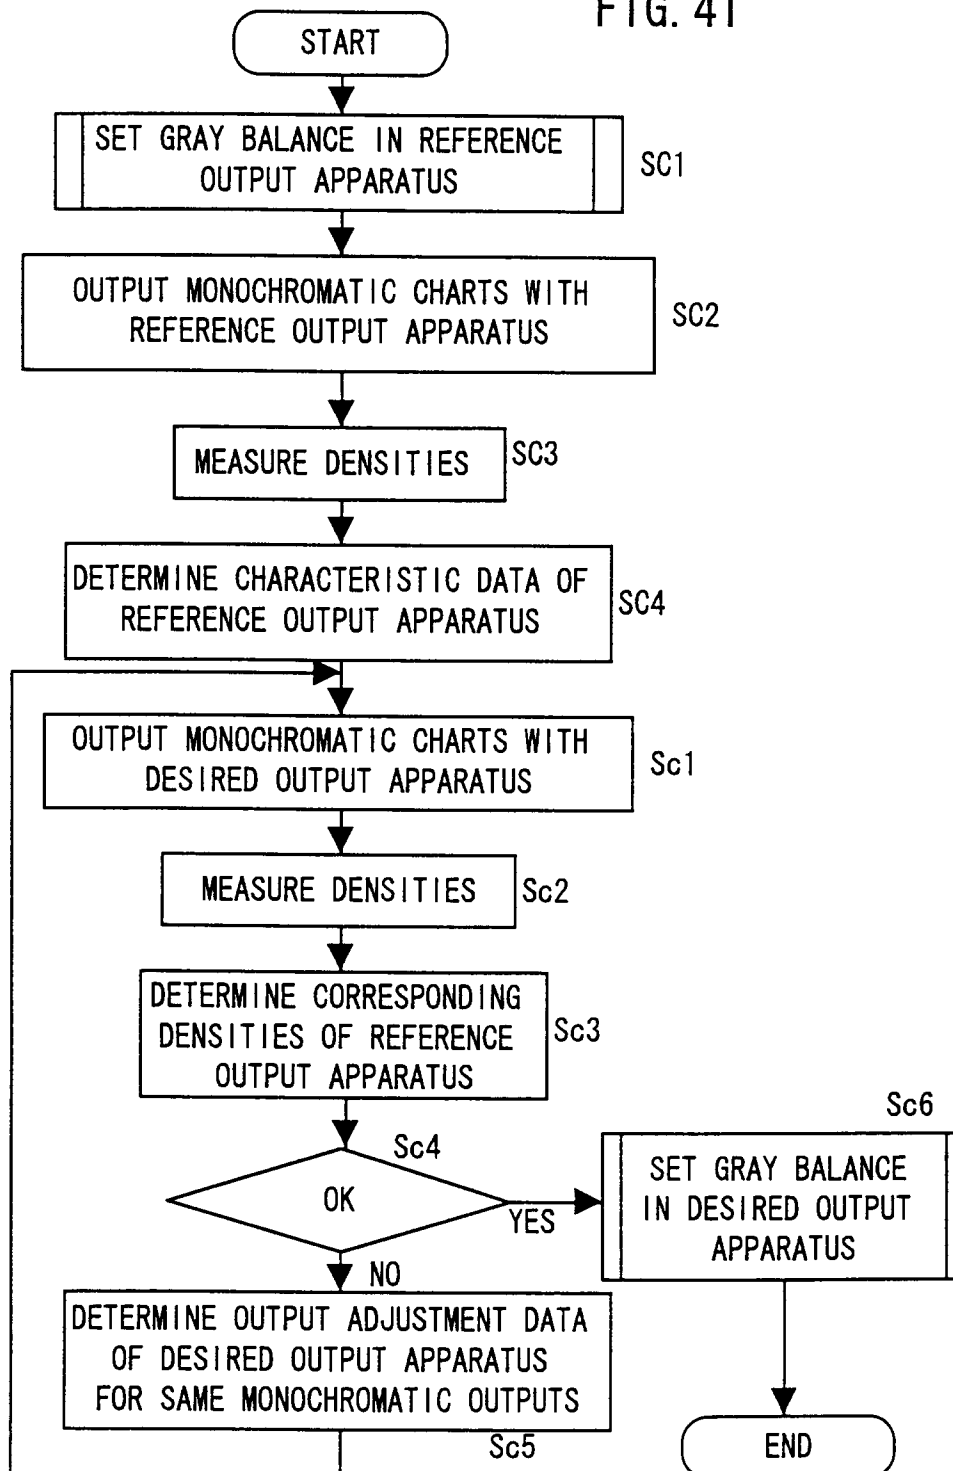 FIG. 41
START
SET GRAY BALANCE IN REFERENCE
OUTPUT APPARATUS
SC1
OUTPUT MONOCHROMATIC CHARTS WITH
REFERENCE OUTPUT APPARATUS
SC2
MEASURE DENSITIES
SC3
DETERMINE CHARACTERISTIC DATA OF
REFERENCE OUTPUT APPARATUS
SC4
OUTPUT MONOCHROMATIC CHARTS WITH
DESIRED OUTPUT APPARATUS
Sc1
MEASURE DENSITIES
Sc2
DETERMINE CORRESPONDING
DENSITIES OF REFERENCE
OUTPUT APPARATUS
Sc3
Sc4
OK
YES
NO
Sc6
SET GRAY BALANCE
IN DESIRED OUTPUT
APPARATUS
DETERMINE OUTPUT ADJUSTMENT DATA
OF DESIRED OUTPUT APPARATUS
FOR SAME MONOCHROMATIC OUTPUTS
Sc5
END